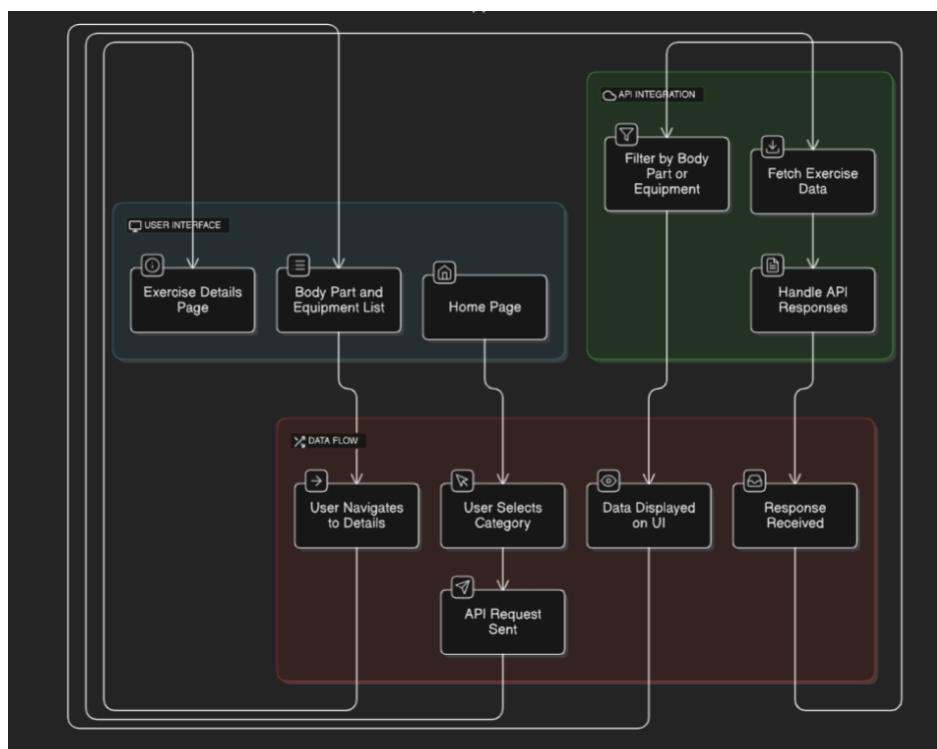 API INTEGRATION
Filter by Body
Part or
Equipment
Fetch Exercise
Data
USER INTERFACE
Exercise Details
Page
Body Part and
Equipment List
Home Page
Handle API
Responses
DATA FLOW
User Navigates
to Details
User Selects
Category
Data Displayed
on UI
Response
Received
API Request
Sent